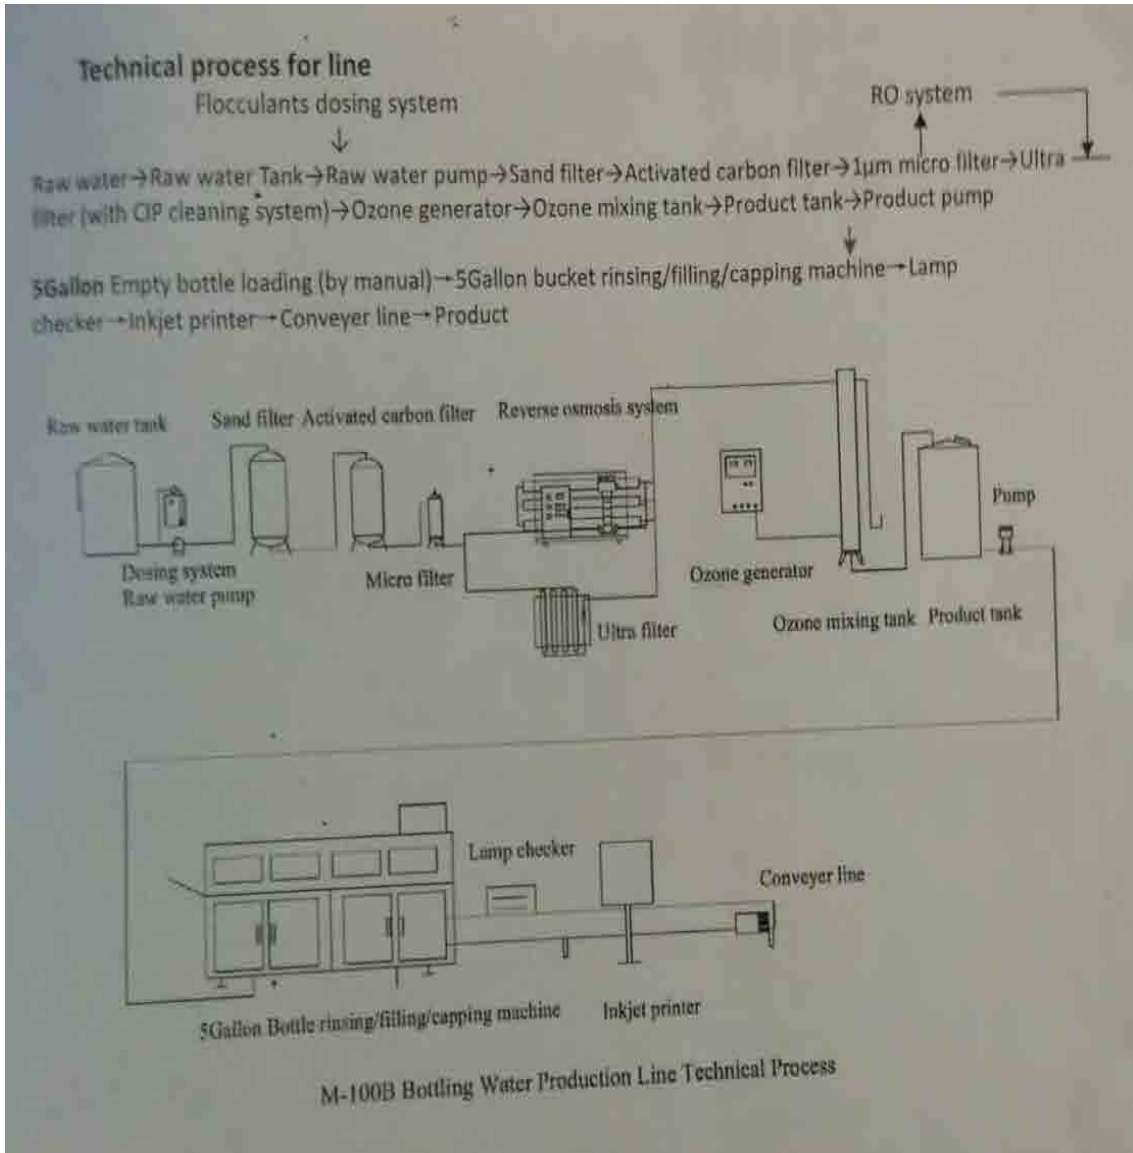 Technical process for line
Flocculants dosing system
RO system
↓
Raw water→Raw water Tank→Raw water pump→Sand filter→Activated carbon filter→1μm micro filter→Ultra
filter (with CIP cleaning system)→Ozone generator→Ozone mixing tank→Product tank→Product pump
↓
5Gallon Empty bottle loading (by manual)→5Gallon bucket rinsing/filling/capping machine→Lamp
checker→Inkjet printer→Conveyer line→Product
Raw water tank
Sand filter
Activated carbon filter
Reverse osmosis system
Pump
Dosing system
Raw water pump
Micro filter
Ozone generator
Ultra filter
Ozone mixing tank
Product tank
Lamp checker
Conveyer line
5Gallon Bottle rinsing/filling/capping machine
Inkjet printer
M-100B Bottling Water Production Line Technical Process